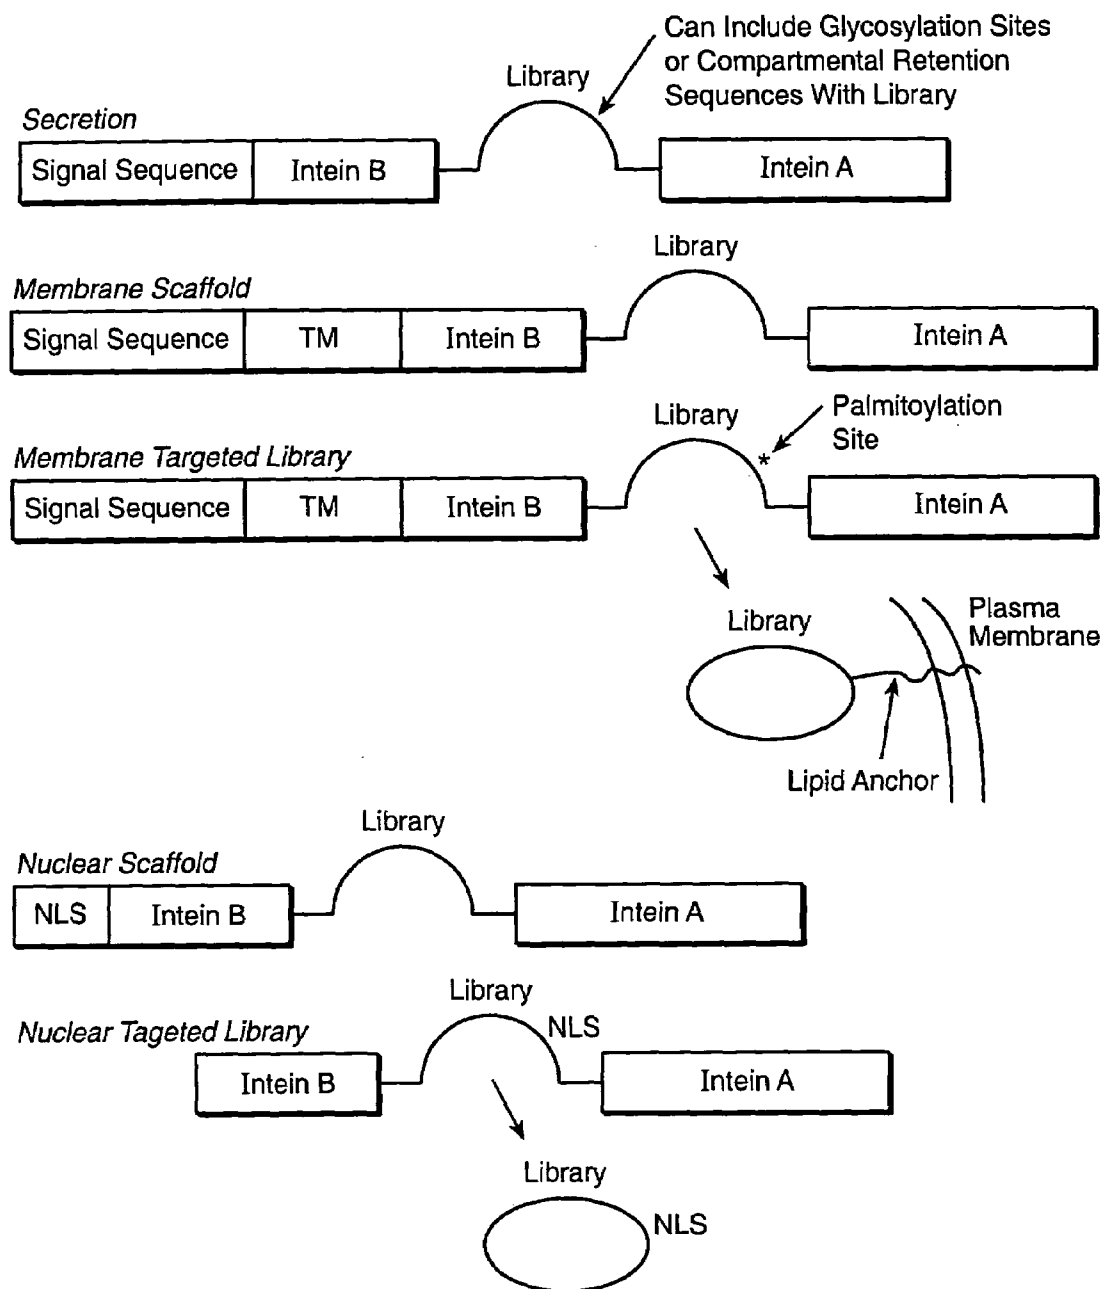 Can Include Glycosylation Sites
or Compartmental Retention
Sequences With Library
Library
Secretion
Signal Sequence
Intein B
Intein A
Library
Membrane Scaffold
Signal Sequence
TM
Intein B
Intein A
Library
Palmitoylation
Site
*
Membrane Targeted Library
Signal Sequence
TM
Intein B
Intein A
Library
Plasma
Membrane
Lipid Anchor
Library
Nuclear Scaffold
NLS
Intein B
Intein A
Library
NLS
Nuclear Tageted Library
Intein B
Intein A
Library
NLS